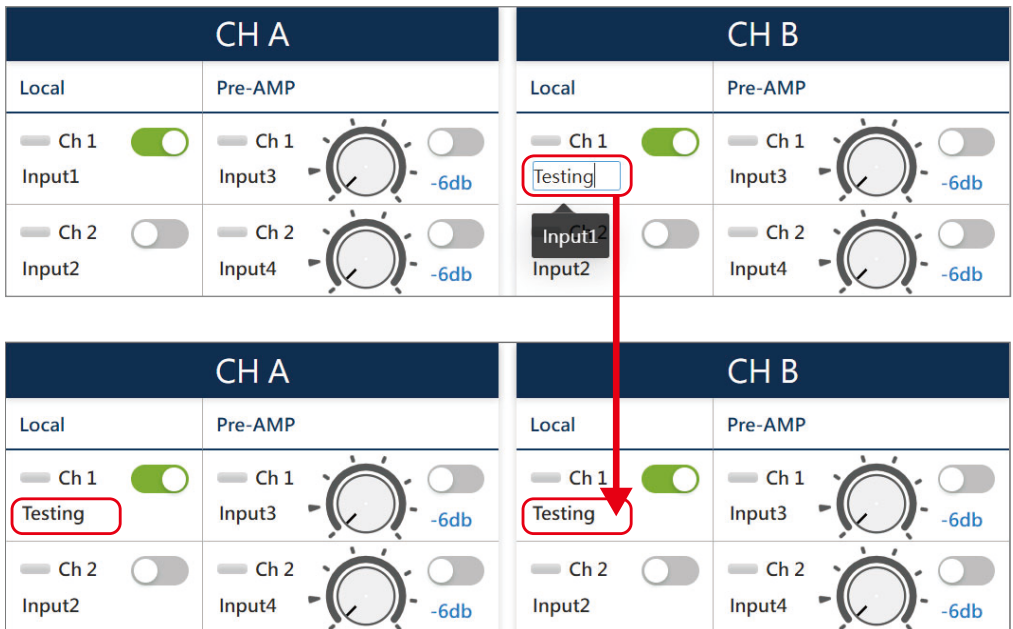 CH A
CH B
Local Pre-AMP
Local Pre-AMP
Ch 1 Ch 1
Ch 1 Ch 1
Input1 Input3 -6db
Testing Input3 -6db
Ch 2 Ch 2
Input1 Ch 2 Ch 2
Input2 Input4 -6db
Input2 Input4 -6db
CH A
CH B
Local Pre-AMP
Local Pre-AMP
Ch 1 Ch 1
Ch 1 Ch 1
Testing Input3 -6db
Testing Input3 -6db
Ch 2 Ch 2
Ch 2 Ch 2
Input2 Input4 -6db
Input2 Input4 -6db